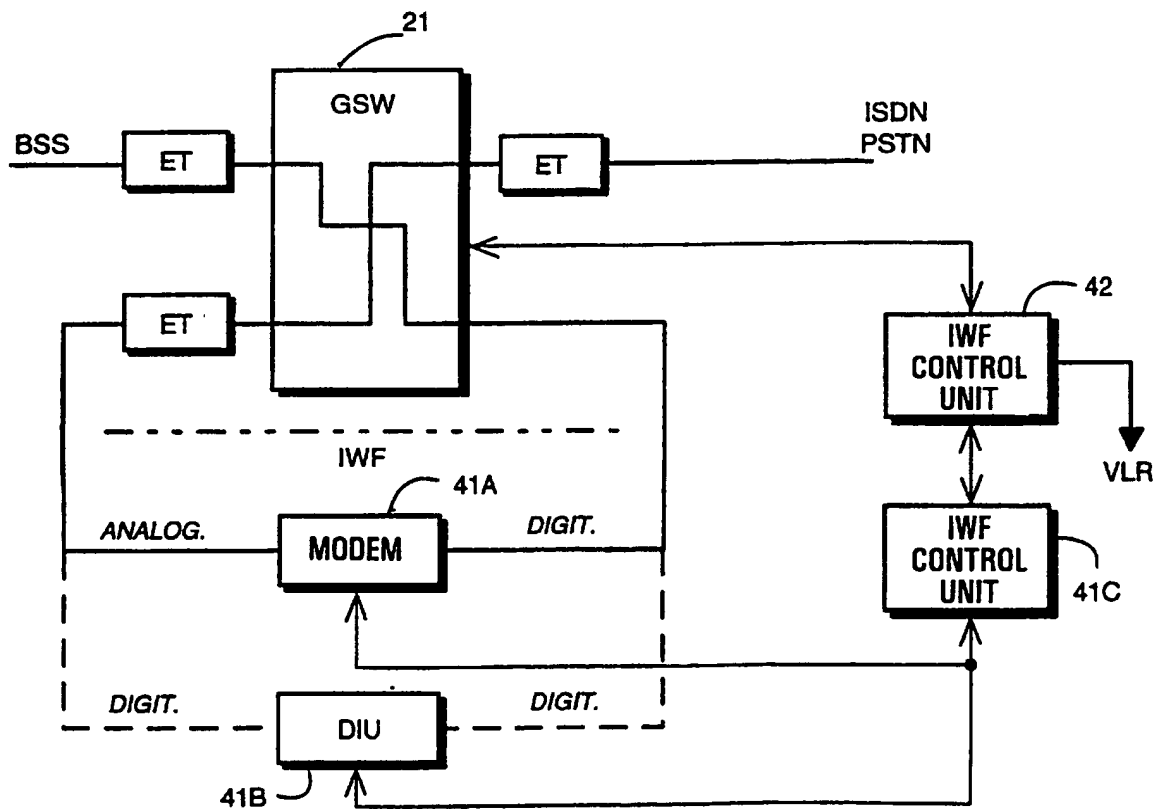 21
GSW
ISDN
PSTN
BSS
ET
ET
ET
42
IWF
CONTROL
UNIT
VLR
IWF
41A
ANALOG.
MODEM
DIGIT.
IWF
CONTROL
UNIT
41C
DIGIT.
DIU
DIGIT.
41B